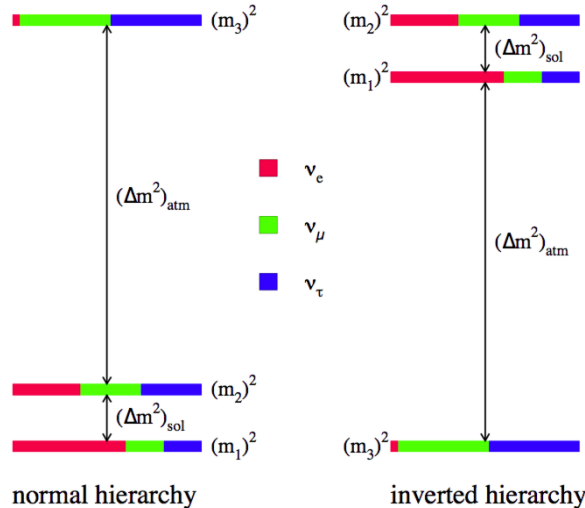 (m₃)²
(Δm²)atm
(m₂)²
(Δm²)sol
(m₁)²
normal hierarchy
νe
νμ
ντ
(m₂)²
(Δm²)sol
(m₁)²
(Δm²)atm
(m₃)²
inverted hierarchy